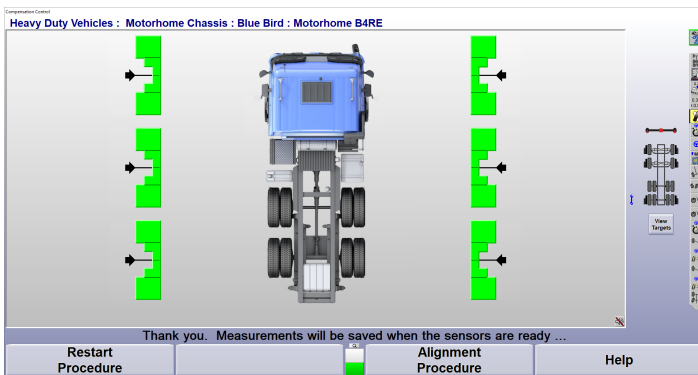 Compensation Control
Heavy Duty Vehicles : Motorhome Chassis : Blue Bird : Motorhome B4RE
View
Targets
Thank you. Measurements will be saved when the sensors are ready ...
Restart
Procedure
Alignment
Procedure
Help